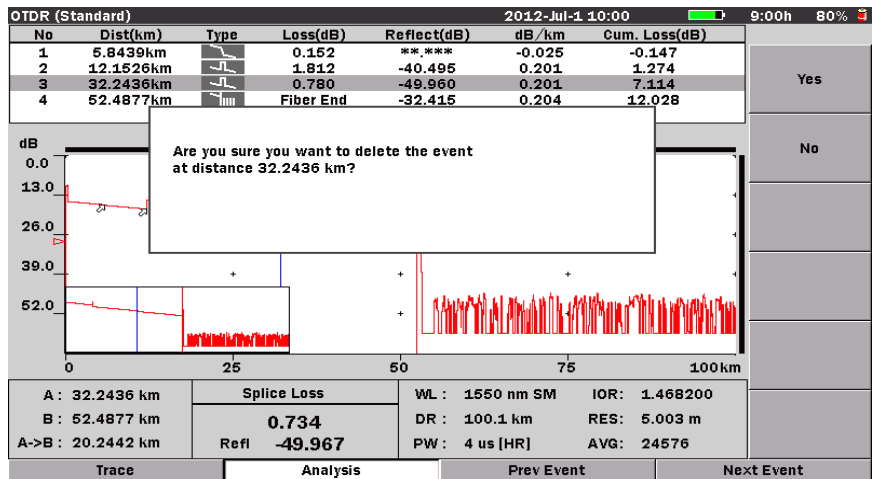 OTDR (Standard) 2012-Jul-1 10:00 9:00h 80%
No Dist(km) Type Loss(dB) Reflect(dB) dB/km Cum. Loss(dB)
1 5.8439km 0.152 **.*** -0.025 -0.147
2 12.1526km 1.812 -40.495 0.201 1.274
3 32.2436km 0.780 -49.960 0.201 7.114
4 52.4877km Fiber End -32.415 0.204 12.028
Yes
No
Are you sure you want to delete the event
at distance 32.2436 km?
dB
0.0
13.0
26.0
39.0
52.0
0 25 50 75 100km
A : 32.2436 km Splice Loss WL : 1550 nm SM IOR: 1.468200
B : 52.4877 km 0.734 DR : 100.1 km RES: 5.003 m
A->B : 20.2442 km Refl -49.967 PW : 4 us [HR] AVG: 24576
Trace Analysis Prev Event Next Event